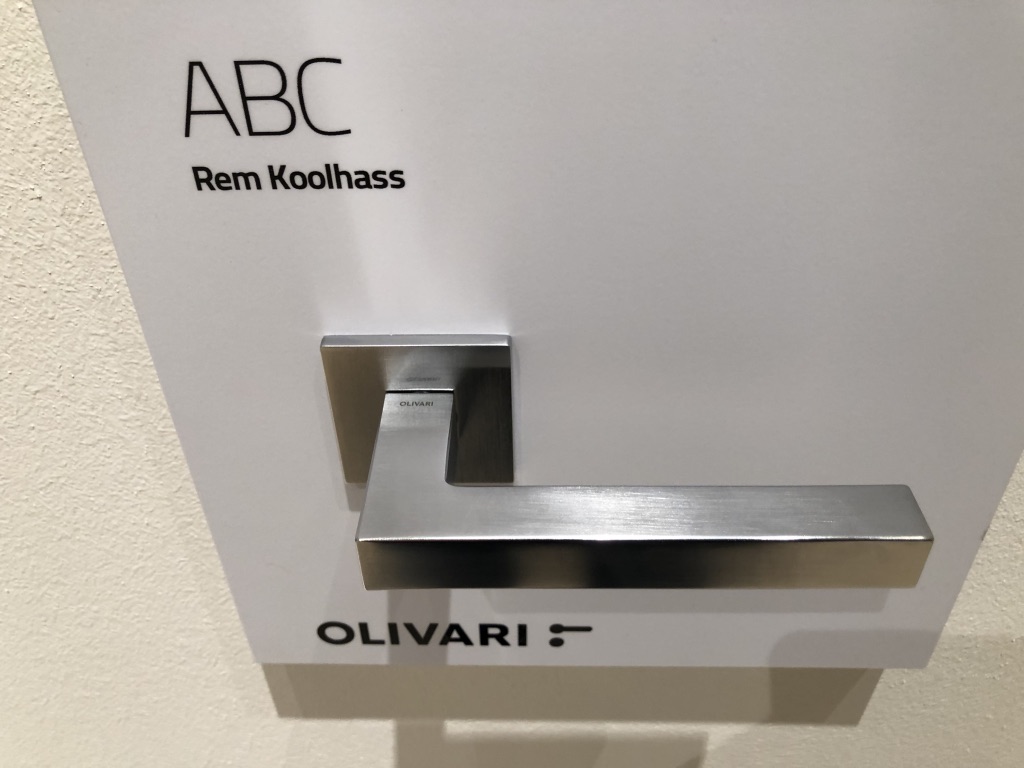 ABC
Rem Koolhass
OLIVARI
OLIVARI